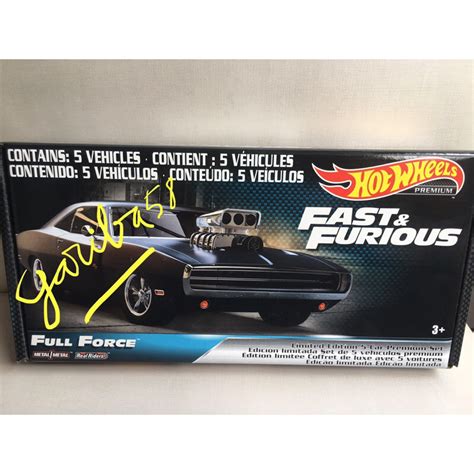 CONTAINS: 5 VEHICLES · CONTIENT : 5 VÉHICULES
CONTENIDO: 5 VEHÍCULOS · CONTEÚDO: 5 VEÍCULOS
gariba58
HOT WHEELS
PREMIUM
FAST &
FURIOUS
FULL FORCE
METAL/METAL
Real Riders
3+
Limited Edition 5-Car Premium Set
Edición limitada Set de 5 vehículos premium
Édition limitée Coffret de luxe avec 5 voitures
Edição limitada Edição limitada